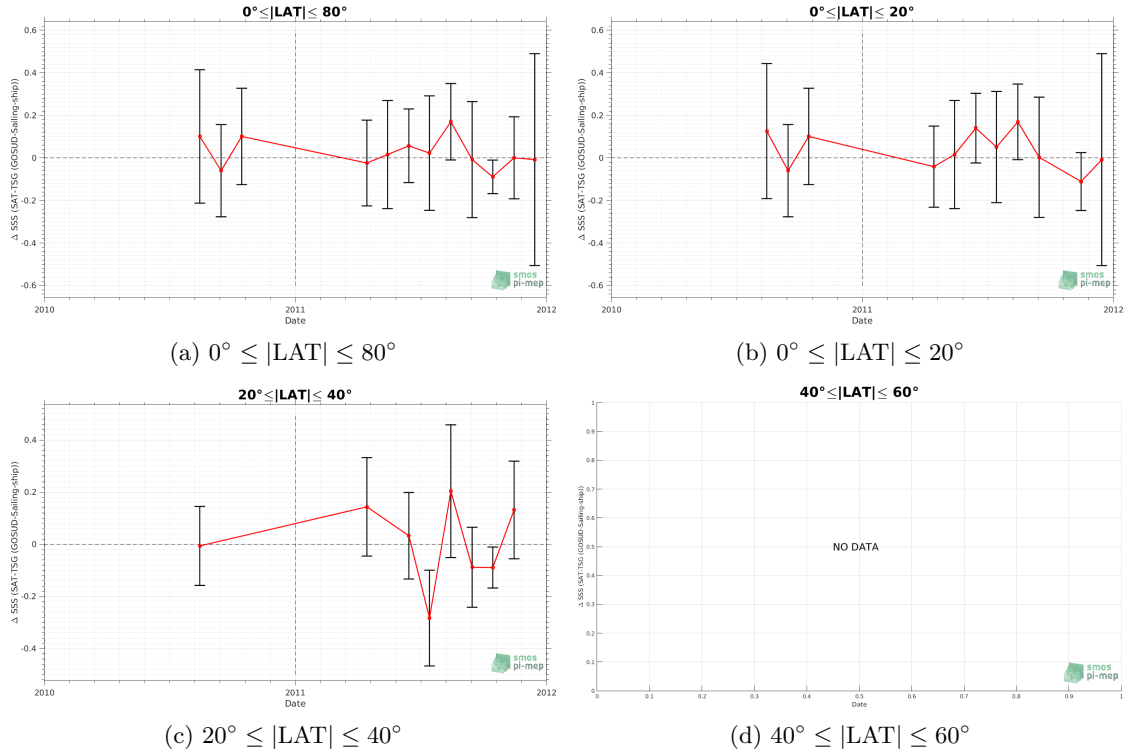 0°≤|LAT|≤ 80°
Δ SSS (SAT-TSG (GOSUD-Sailing-ship))
0.6
0.4
0.2
0
-0.2
-0.4
-0.6
2010
2011
2012
Date
smos
pi-mep
(a) 0° ≤ |LAT| ≤ 80°
0°≤|LAT|≤ 20°
Δ SSS (SAT-TSG (GOSUD-Sailing-ship))
0.6
0.4
0.2
0
-0.2
-0.4
-0.6
2010
2011
2012
Date
smos
pi-mep
(b) 0° ≤ |LAT| ≤ 20°
20°≤|LAT|≤ 40°
Δ SSS (SAT-TSG (GOSUD-Sailing-ship))
0.4
0.2
0
-0.2
-0.4
2010
2011
2012
Date
smos
pi-mep
(c) 20° ≤ |LAT| ≤ 40°
40°≤|LAT|≤ 60°
Δ SSS (SAT-TSG (GOSUD-Sailing-ship))
1
0.9
0.8
0.7
0.6
0.5
0.4
0.3
0.2
0.1
0
NO DATA
0 0.1 0.2 0.3 0.4 0.5 0.6 0.7 0.8 0.9 1
Date
smos
pi-mep
(d) 40° ≤ |LAT| ≤ 60°